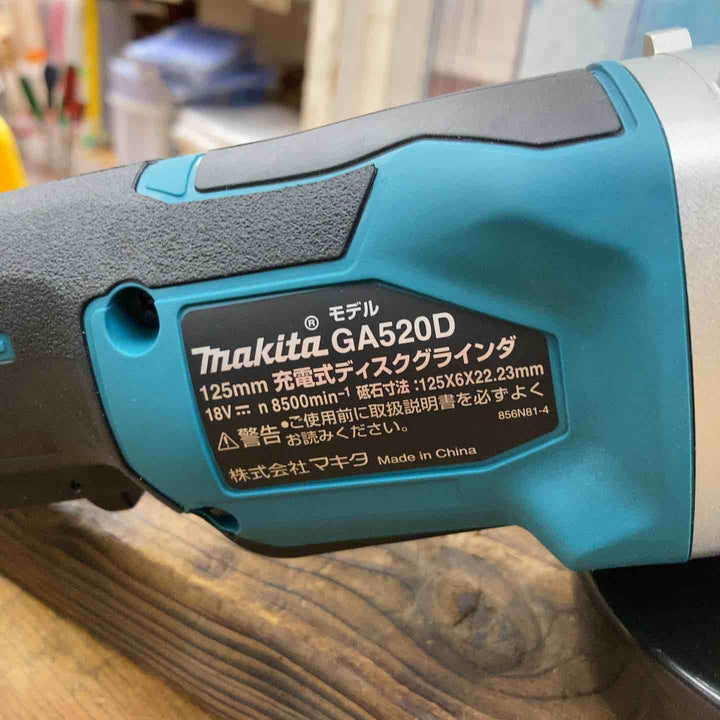 モデル
makita® GA520D
125mm 充電式ディスクグラインダ
18V⎓ n 8500min⁻¹ 砥石寸法:125X6X22.23mm
⚠警告 •ご使用前に取扱説明書を必ずよく
お読みください。
856N81-4
株式会社 マキタ Made in China